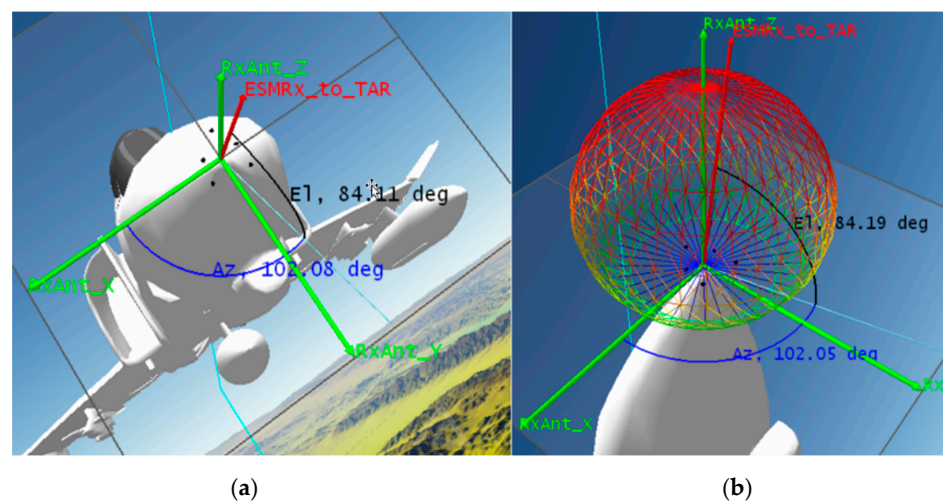 RxAnt_Z
ESMRx_to_TAR
El, 84.11 deg
Az, 102.08 deg
RxAnt_X
RxAnt_Y
RxAnt_Z
ESMRx_to_TAR
El, 84.19 deg
Az, 102.05 deg
RxAnt_X
Rx
(a)
(b)